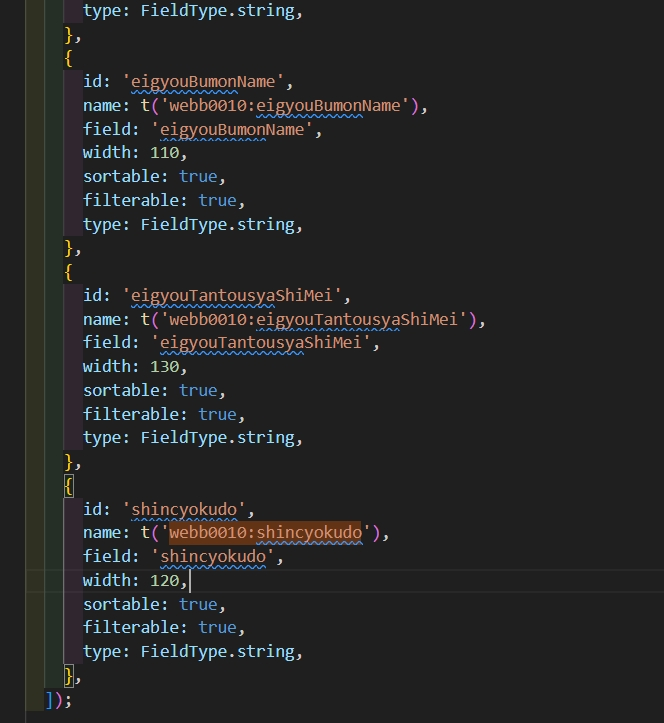 type: FieldType.string,
},
{
id: 'eigyouBumonName',
name: t('webb0010:eigyouBumonName'),
field: 'eigyouBumonName',
width: 110,
sortable: true,
filterable: true,
type: FieldType.string,
},
{
id: 'eigyouTantousyaShiMei',
name: t('webb0010:eigyouTantousyaShiMei'),
field: 'eigyouTantousyaShiMei',
width: 130,
sortable: true,
filterable: true,
type: FieldType.string,
},
{
id: 'shincyokudo',
name: t('webb0010:shincyokudo'),
field: 'shincyokudo',
width: 120,
sortable: true,
filterable: true,
type: FieldType.string,
},
]);